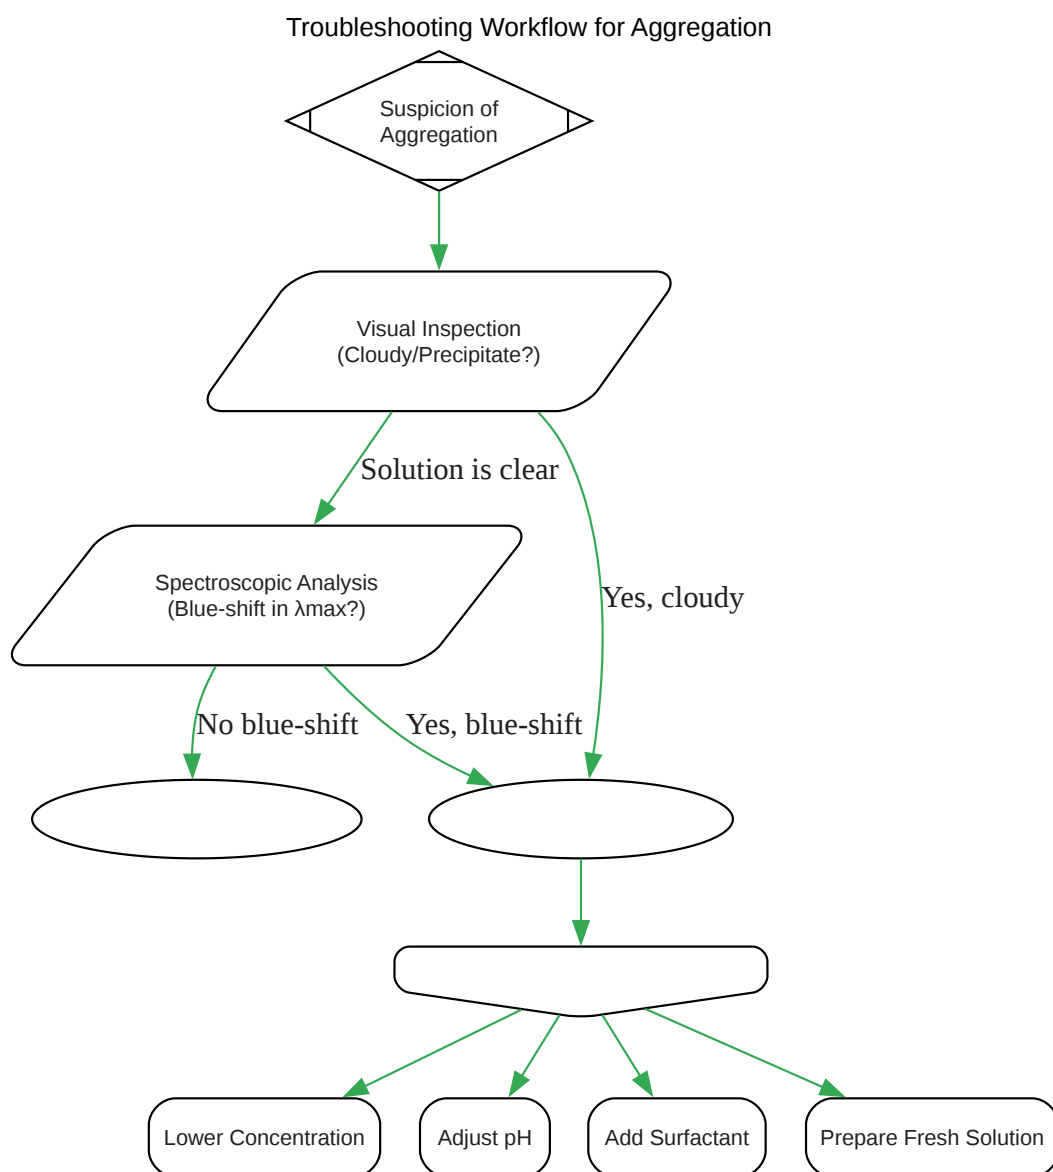 Troubleshooting Workflow for Aggregation
Suspicion of
Aggregation
Visual Inspection
(Cloudy/Precipitate?)
Solution is clear
Spectroscopic Analysis
(Blue-shift in λmax?)
Yes, cloudy
No blue-shift
Yes, blue-shift
Lower Concentration
Adjust pH
Add Surfactant
Prepare Fresh Solution